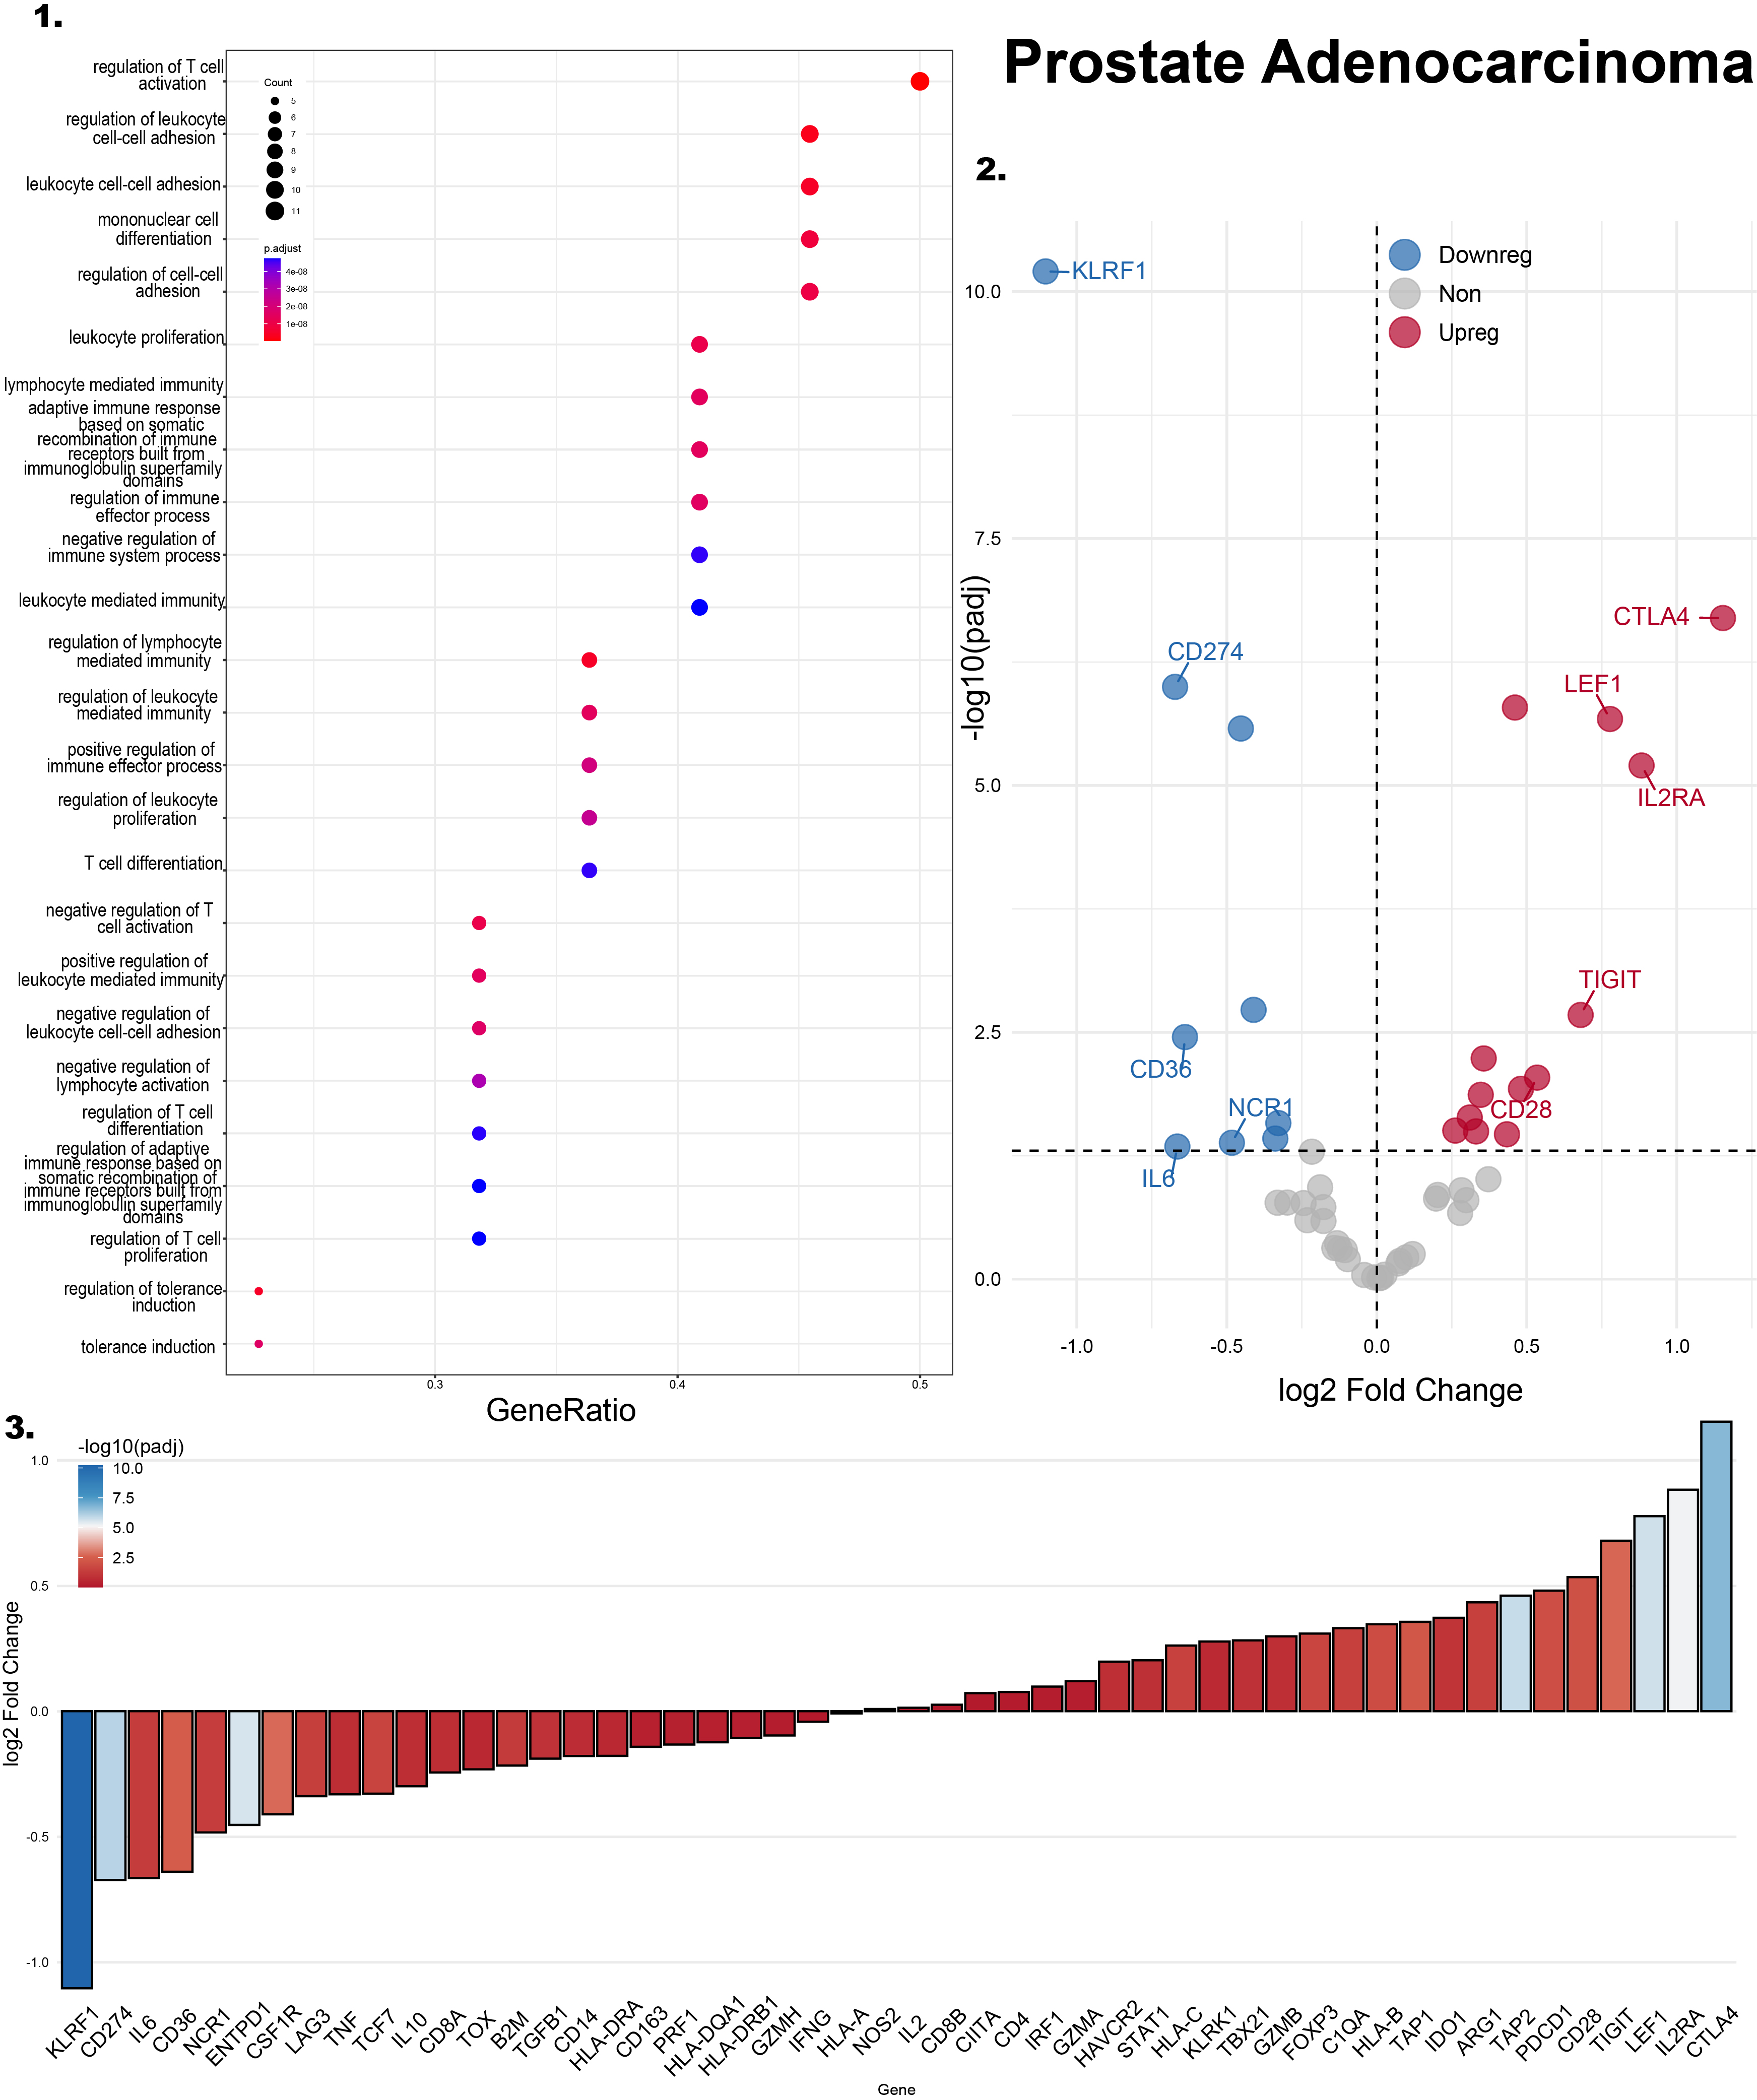 1.
Prostate Adenocarcinoma
regulation of T cell
activation
regulation of leukocyte
cell-cell adhesion
leukocyte cell-cell adhesion
mononuclear cell
differentiation
regulation of cell-cell
adhesion
leukocyte proliferation
lymphocyte mediated immunity
adaptive immune response
based on somatic
recombination of immune
receptors built from
immunoglobulin superfamily
domains
regulation of immune
effector process
negative regulation of
immune system process
leukocyte mediated immunity
regulation of lymphocyte
mediated immunity
regulation of leukocyte
mediated immunity
positive regulation of
immune effector process
regulation of leukocyte
proliferation
T cell differentiation
negative regulation of T
cell activation
positive regulation of
leukocyte mediated immunity
negative regulation of
leukocyte cell-cell adhesion
negative regulation of
lymphocyte activation
regulation of T cell
differentiation
regulation of adaptive
immune response based on
somatic recombination of
immune receptors built from
immunoglobulin superfamily
domains
regulation of T cell
proliferation
regulation of tolerance
induction
tolerance induction
Count
5
6
7
8
9
10
11
p.adjust
4e-08
3e-08
2e-08
1e-08
0.3
0.4
0.5
GeneRatio
2.
Downreg
Non
Upreg
KLRF1
CTLA4
CD274
LEF1
IL2RA
TIGIT
CD36
CD28
NCR1
IL6
10.0
7.5
5.0
2.5
0.0
-log10(padj)
-1.0
-0.5
0.0
0.5
1.0
log2 Fold Change
3.
-log10(padj)
10.0
7.5
5.0
2.5
1.0
0.5
0.0
-0.5
-1.0
log2 Fold Change
KLRF1
CD274
IL6
CD36
NCR1
ENTPD1
CSF1R
LAG3
TNF
TCF7
IL10
CD8A
TOX
B2M
TGFB1
CD14
HLA-DRA
CD163
PRF1
HLA-DQA1
HLA-DRB1
GZMH
IFNG
HLA-A
NOS2
IL2
CD8B
CIITA
CD4
IRF1
GZMA
HAVCR2
STAT1
HLA-C
KLRK1
TBX21
GZMB
FOXP3
C1QA
HLA-B
TAP1
IDO1
ARG1
TAP2
PDCD1
CD28
TIGIT
LEF1
IL2RA
CTLA4
Gene